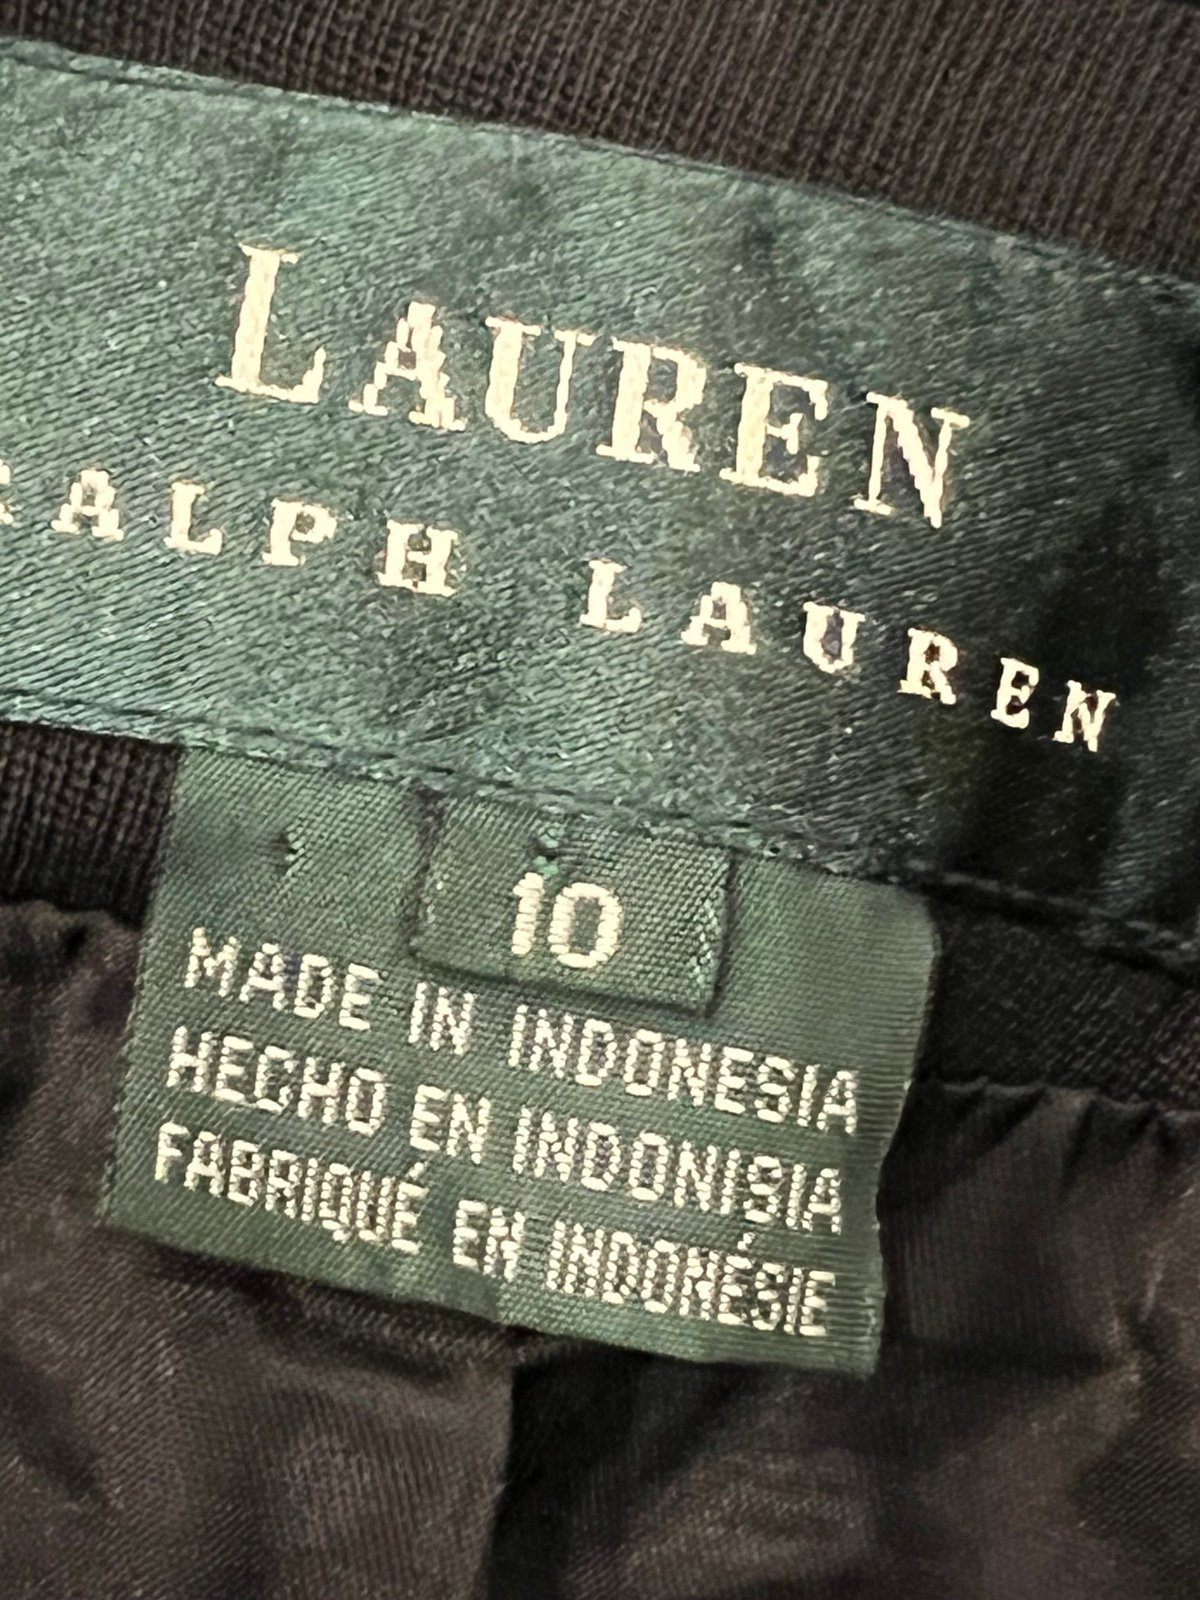 LAUREN
RALPH LAUREN
10
MADE IN INDONESIA
HECHO EN INDONISIA
FABRIQUÉ EN INDONÉSIE